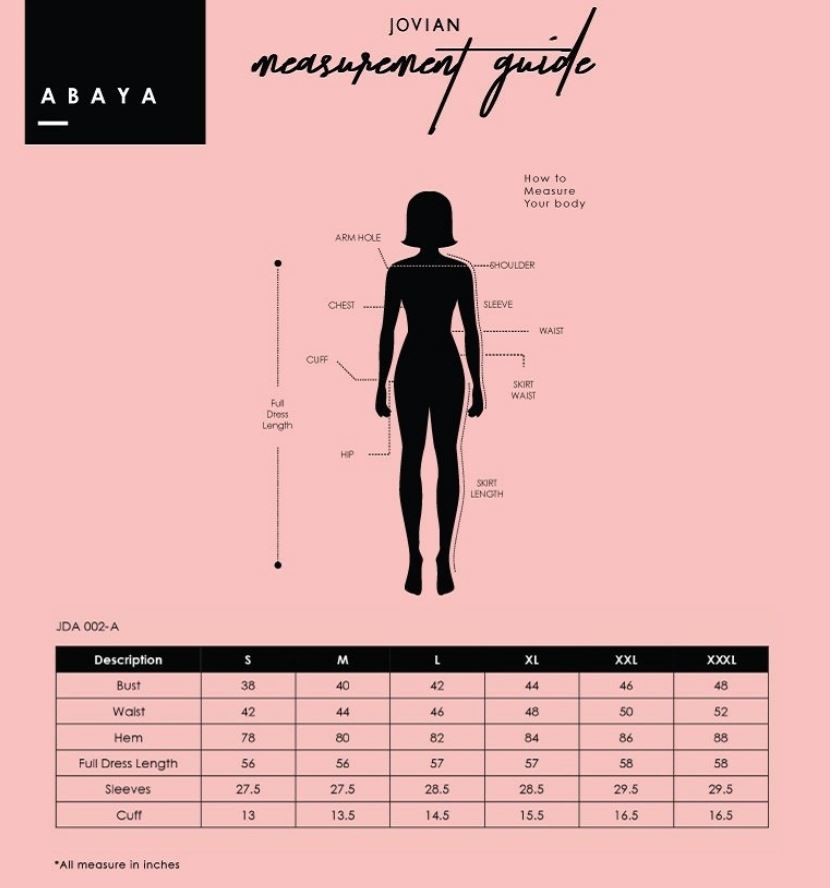 JOVIAN
measurement guide
ABAYA
How to
Measure
Your body
ARM HOLE
SHOULDER
CHEST
SLEEVE
WAIST
CUFF
SKIRT
WAIST
Full
Dress
Length
HIP
SKIRT
LENGTH
JDA 002-A
Description S M L XL XXL XXXL
Bust 38 40 42 44 46 48
Waist 42 44 46 48 50 52
Hem 78 80 82 84 86 88
Full Dress Length 56 56 57 57 58 58
Sleeves 27.5 27.5 28.5 28.5 29.5 29.5
Cuff 13 13.5 14.5 15.5 16.5 16.5
*All measure in inches